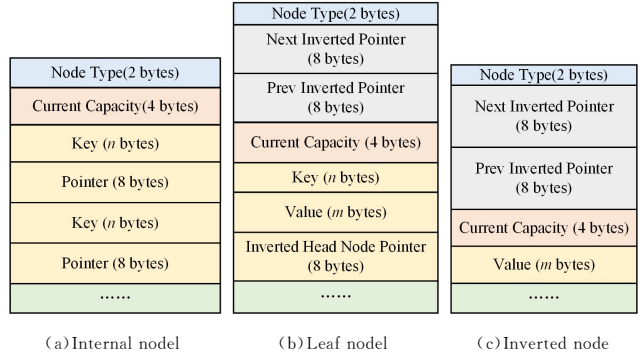 Node Type(2 bytes)
Current Capacity(4 bytes)
Key (n bytes)
Pointer (8 bytes)
Key (n bytes)
Pointer (8 bytes)
……
(a)Internal nodel
Node Type(2 bytes)
Next Inverted Pointer
(8 bytes)
Prev Inverted Pointer
(8 bytes)
Current Capacity (4 bytes)
Key (n bytes)
Value (m bytes)
Inverted Head Node Pointer
(8 bytes)
……
(b)Leaf nodel
Node Type(2 bytes)
Next Inverted Pointer
(8 bytes)
Prev Inverted Pointer
(8 bytes)
Current Capacity (4 bytes)
Value (m bytes)
……
(c)Inverted node